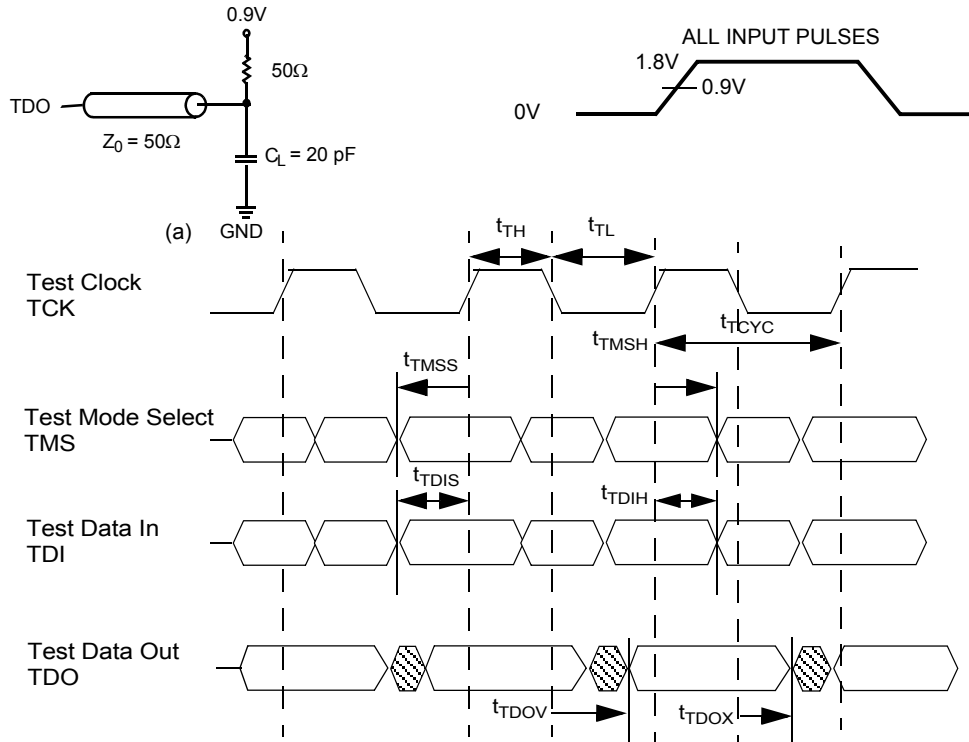 0.9V
50Ω
TDO
Z0 = 50Ω
CL = 20 pF
(a)
GND
ALL INPUT PULSES
1.8V
0.9V
0V
tTH
tTL
Test Clock
TCK
tTCYC
tTMSH
tTMSS
Test Mode Select
TMS
tTDIS
tTDIH
Test Data In
TDI
Test Data Out
TDO
tTDOV
tTDOX